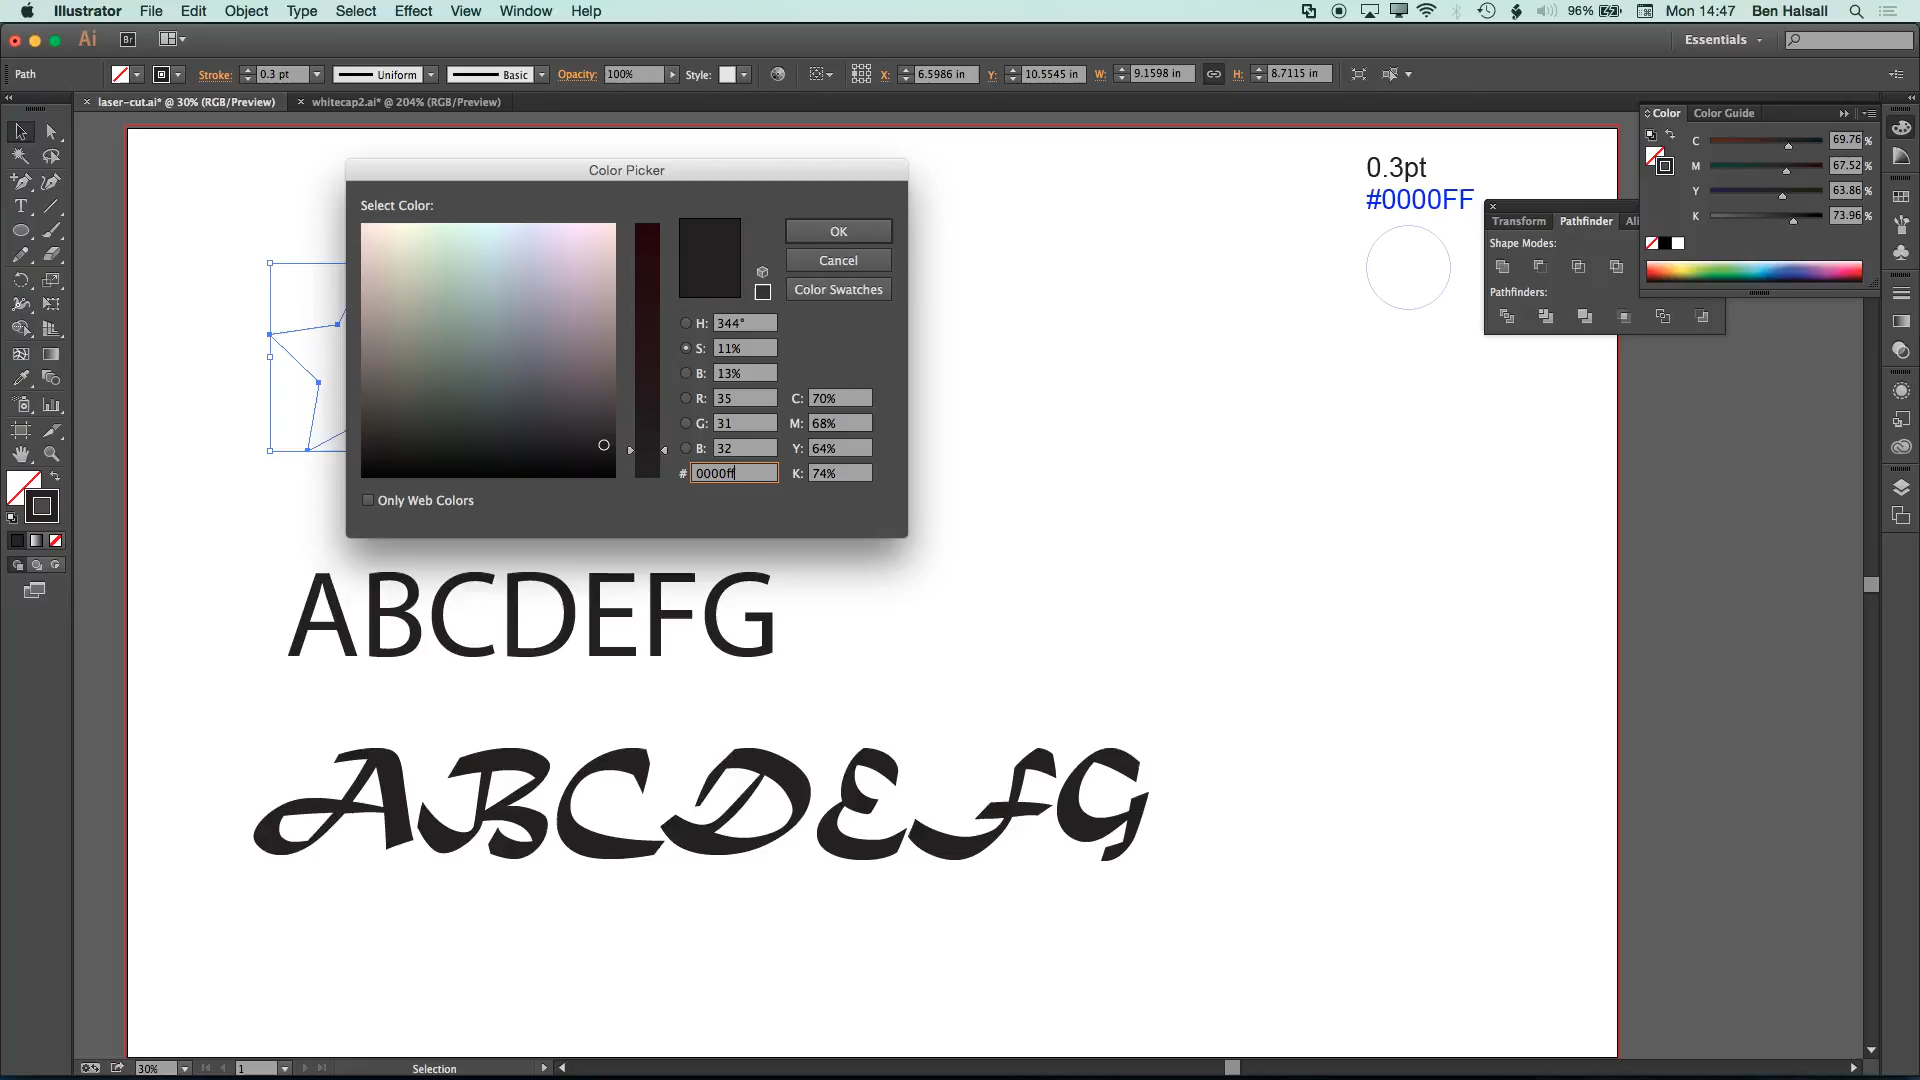 Illustrator File Edit Object Type Select Effect View Window Help 96% Mon 14:47 Ben Halsall
Ai Br Essentials
Path Stroke: 0.3 pt Uniform Basic Opacity: 100% Style: X: 6.5986 in Y: 10.5545 in W: 9.1598 in H: 8.7115 in
laser-cut.ai* @ 30% (RGB/Preview) whitecap2.ai* @ 204% (RGB/Preview)
Color Color Guide
C 69.76 %
M 67.52 %
Y 63.86 %
K 73.96 %
0.3pt
#0000FF
Transform Pathfinder Ali
Shape Modes:
Pathfinders:
Color Picker
Select Color:
OK
Cancel
Color Swatches
H: 344°
S: 11%
B: 13%
R: 35 C: 70%
G: 31 M: 68%
B: 32 Y: 64%
# 0000ff K: 74%
Only Web Colors
T
ABCDEFG
ABCDEFG
30% 1 Selection